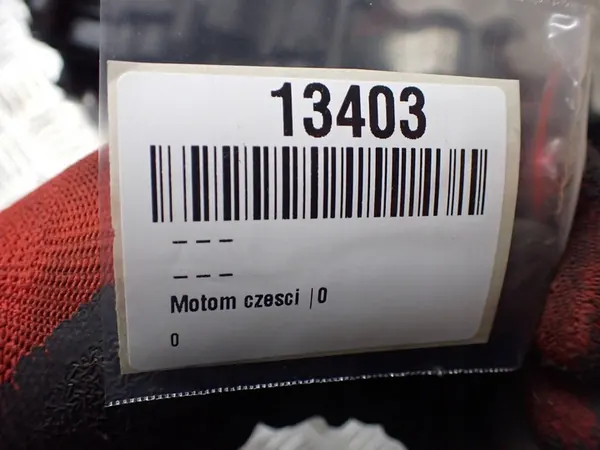 13403
- - -
- - -
Motom czesci |0
0